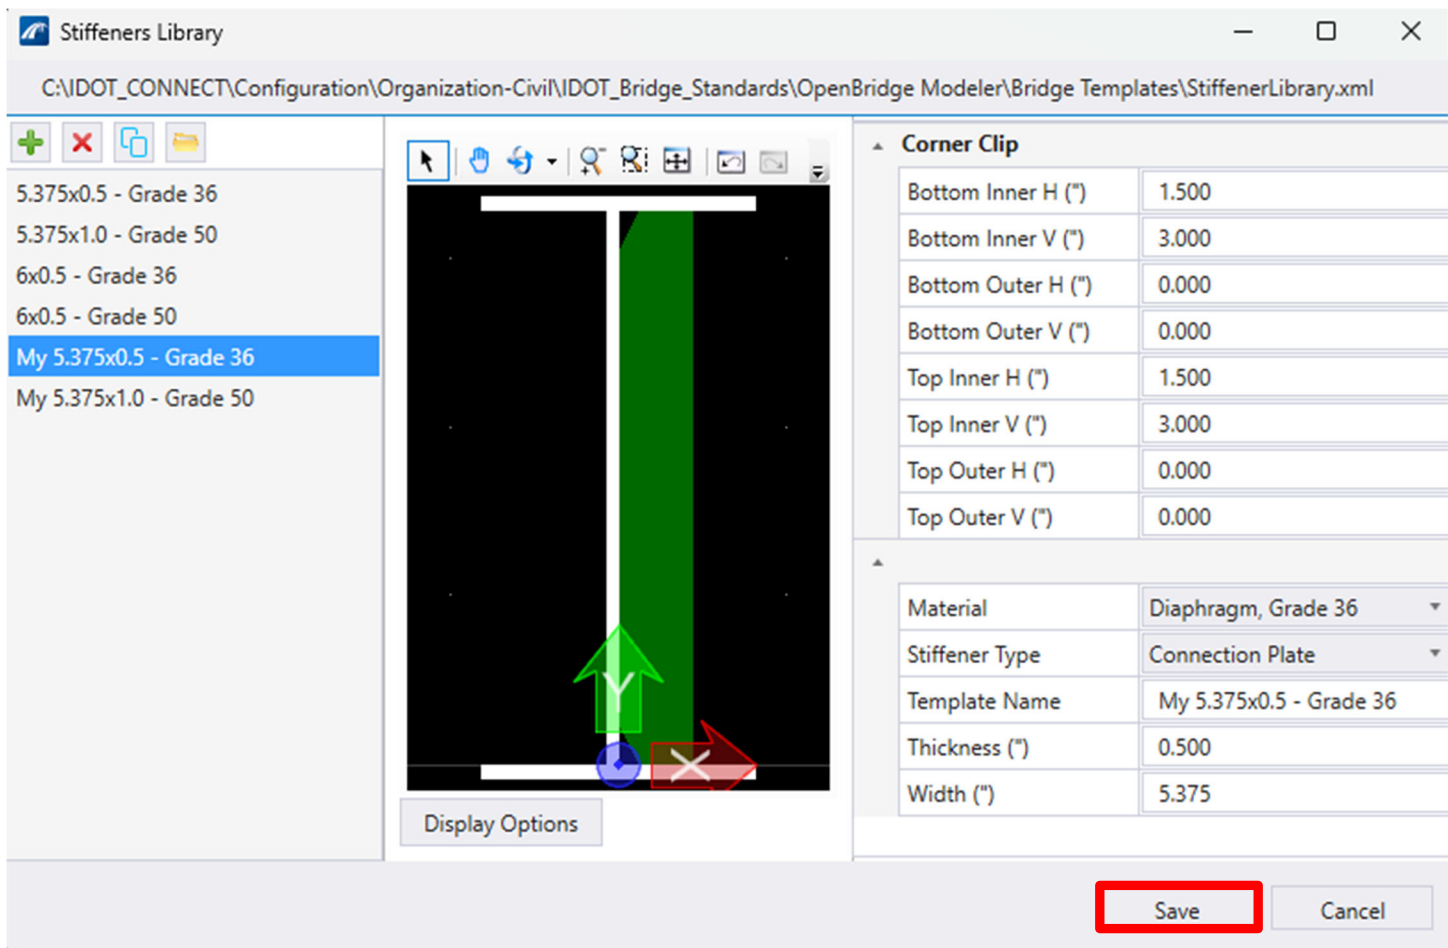 Stiffeners Library
C:\IDOT_CONNECT\Configuration\Organization-Civil\IDOT_Bridge_Standards\OpenBridge Modeler\Bridge Templates\StiffenerLibrary.xml
5.375x0.5 - Grade 36
5.375x1.0 - Grade 50
6x0.5 - Grade 36
6x0.5 - Grade 50
My 5.375x0.5 - Grade 36
My 5.375x1.0 - Grade 50
Y
X
Display Options
Corner Clip
Bottom Inner H (") 1.500
Bottom Inner V (") 3.000
Bottom Outer H (") 0.000
Bottom Outer V (") 0.000
Top Inner H (") 1.500
Top Inner V (") 3.000
Top Outer H (") 0.000
Top Outer V (") 0.000
Material Diaphragm, Grade 36
Stiffener Type Connection Plate
Template Name My 5.375x0.5 - Grade 36
Thickness (") 0.500
Width (") 5.375
Save Cancel